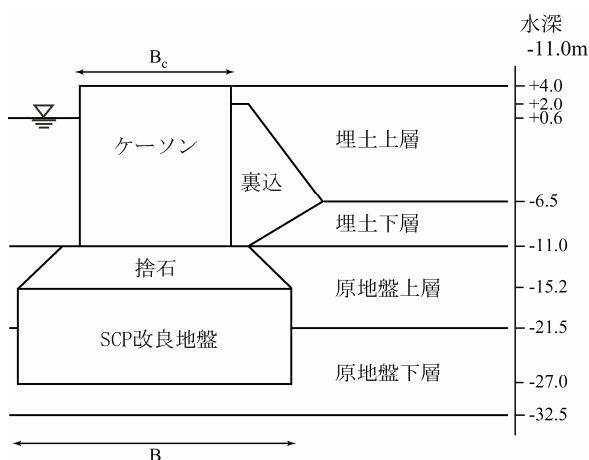 水深
-11.0m
Bc
+4.0
+2.0
+0.6
ケーソン
埋土上層
裏込
-6.5
埋土下層
-11.0
捨石
原地盤上層
-15.2
SCP改良地盤
-21.5
原地盤下層
-27.0
-32.5
B